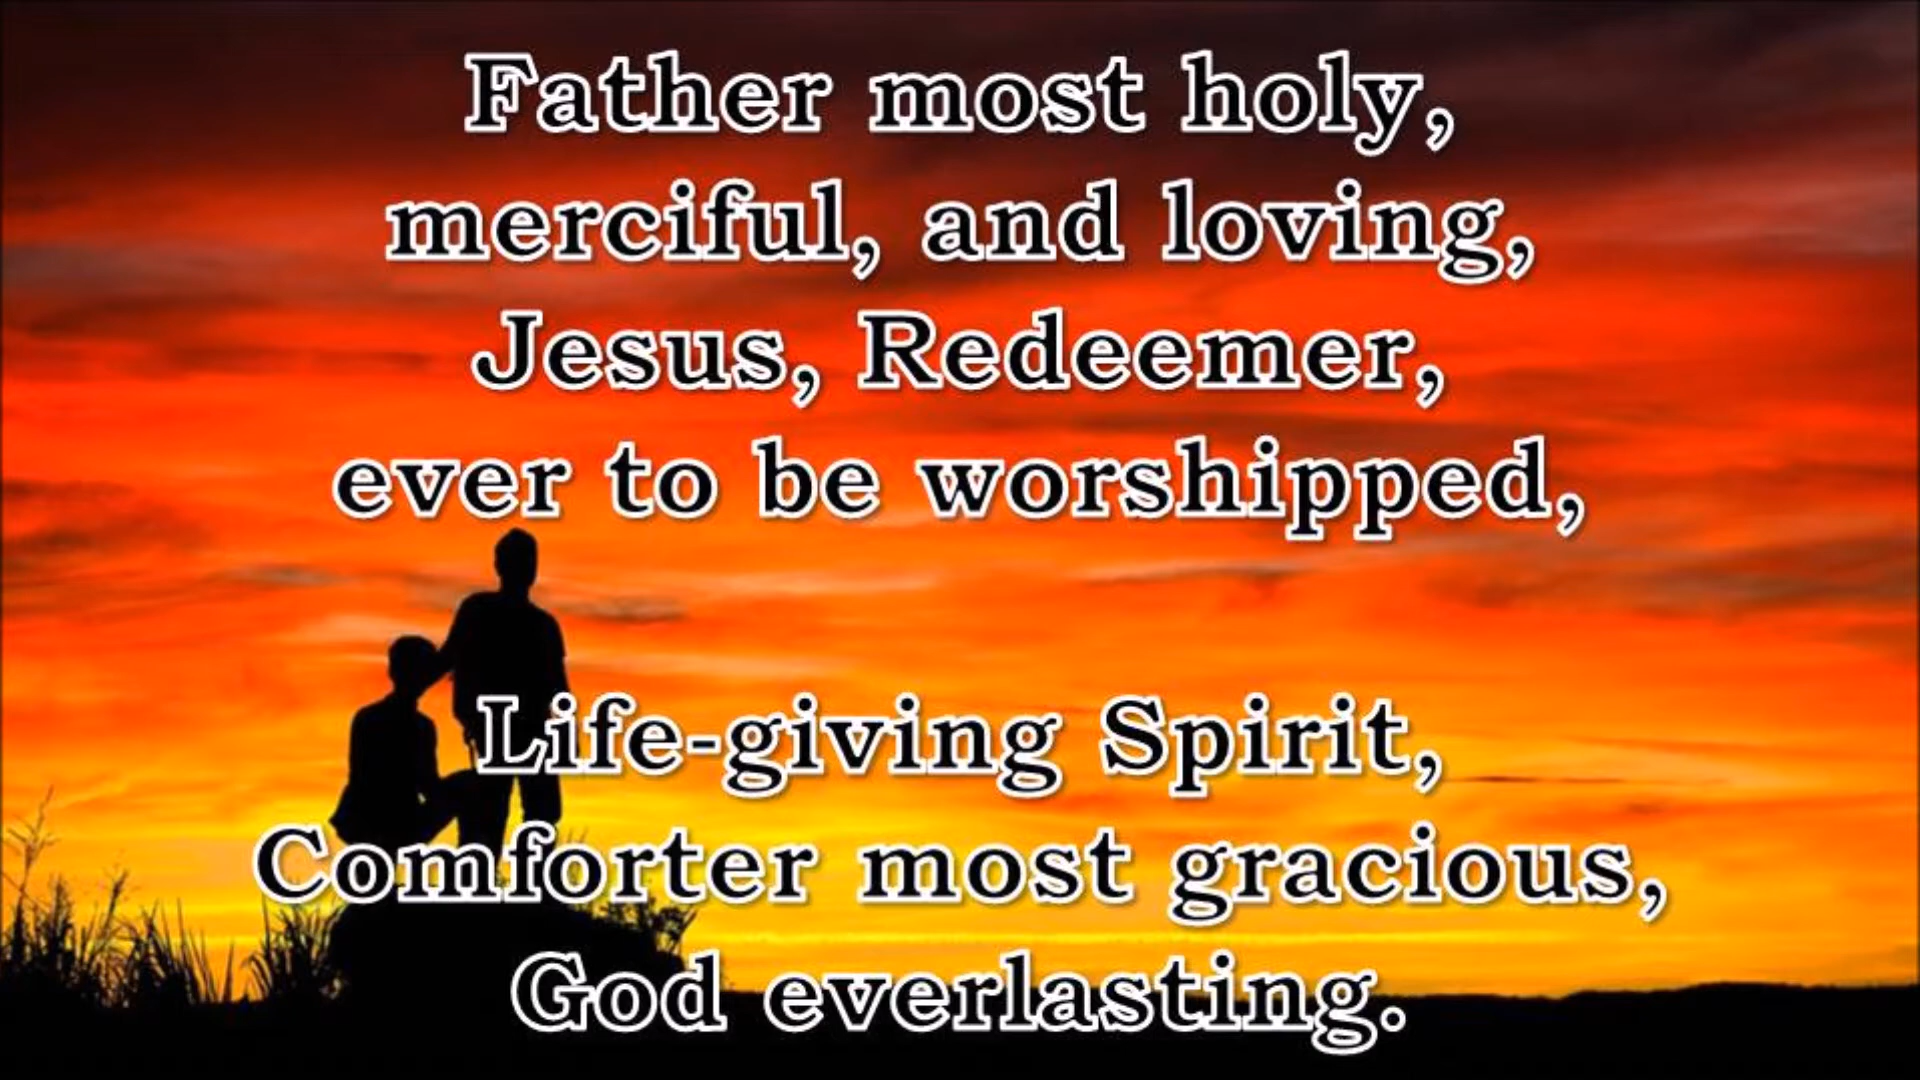 Father most holy,
merciful, and loving,
Jesus, Redeemer,
ever to be worshipped,
Life-giving Spirit,
Comforter most gracious,
God everlasting.